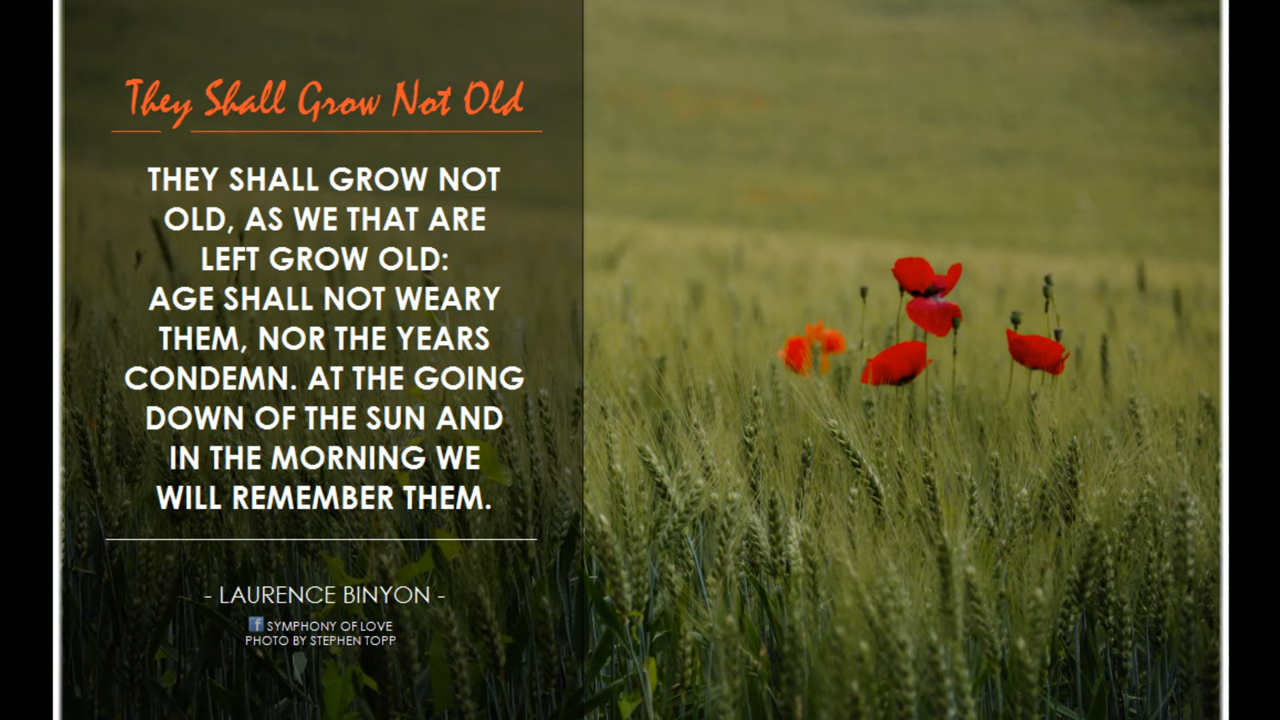 They Shall Grow Not Old
THEY SHALL GROW NOT
OLD, AS WE THAT ARE
LEFT GROW OLD:
AGE SHALL NOT WEARY
THEM, NOR THE YEARS
CONDEMN. AT THE GOING
DOWN OF THE SUN AND
IN THE MORNING WE
WILL REMEMBER THEM.
- LAURENCE BINYON -
f SYMPHONY OF LOVE
PHOTO BY STEPHEN TOPP